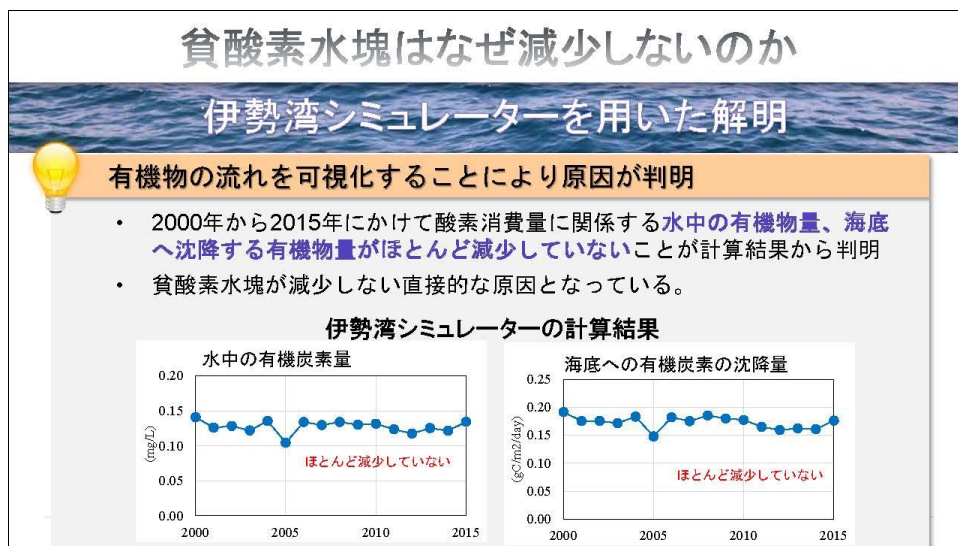 貧酸素水塊はなぜ減少しないのか
伊勢湾シミュレーターを用いた解明
有機物の流れを可視化することにより原因が判明
• 2000年から2015年にかけて酸素消費量に関係する水中の有機物量、海底
へ沈降する有機物量がほとんど減少していないことが計算結果から判明
• 貧酸素水塊が減少しない直接的な原因となっている。
伊勢湾シミュレーターの計算結果
水中の有機炭素量
0.20
0.15
0.10
0.05
0.00
(mg/L)
ほとんど減少していない
2000 2005 2010 2015
海底への有機炭素の沈降量
0.25
0.20
0.15
0.10
0.05
0.00
(gC/m2/day)
ほとんど減少していない
2000 2005 2010 2015